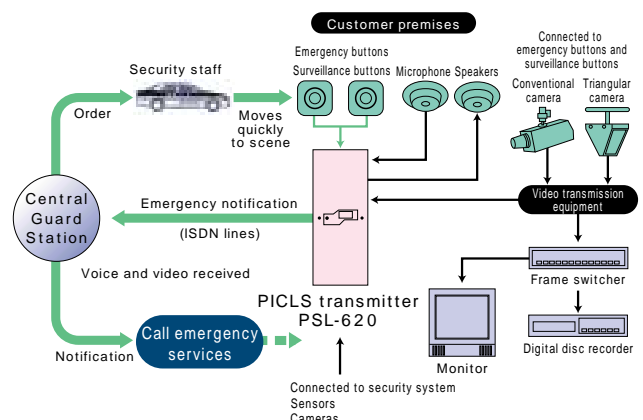 Customer premises
Security staff
Order
Moves
quickly
to scene
Emergency buttons
Surveillance buttons
Microphone
Speakers
Connected to
emergency buttons and
surveillance buttons
Conventional
camera
Triangular
camera
Central
Guard
Station
Emergency notification
(ISDN lines)
Voice and video received
Video transmission
equipment
Frame switcher
PICLS transmitter
PSL-620
Call emergency
services
Notification
Monitor
Digital disc recorder
Connected to security system
Sensors
Cameras